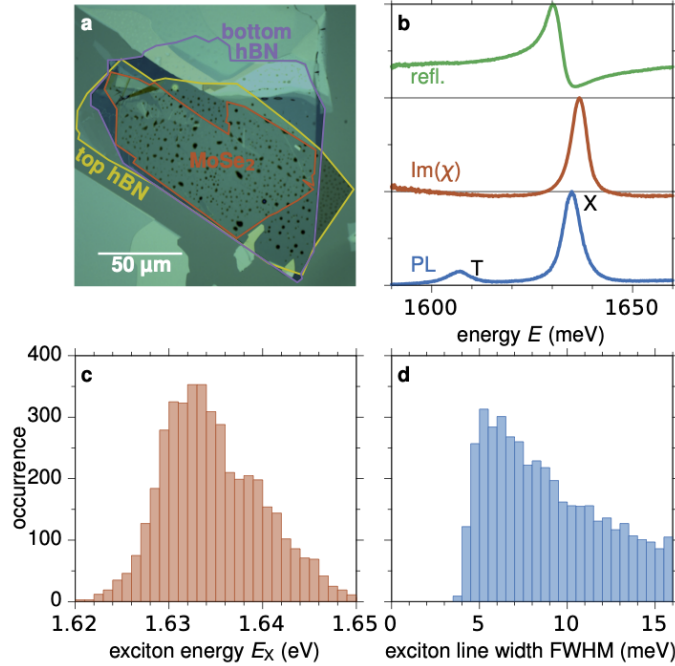 a
bottom
hBN
MoSe₂
top hBN
50 µm
b
refl.
Im(χ)
X
PL
T
1600 1650
energy E (meV)
c
400
300
200
100
0
occurrence
1.62 1.63 1.64 1.65
exciton energy E_X (eV)
d
0 5 10 15
exciton line width FWHM (meV)